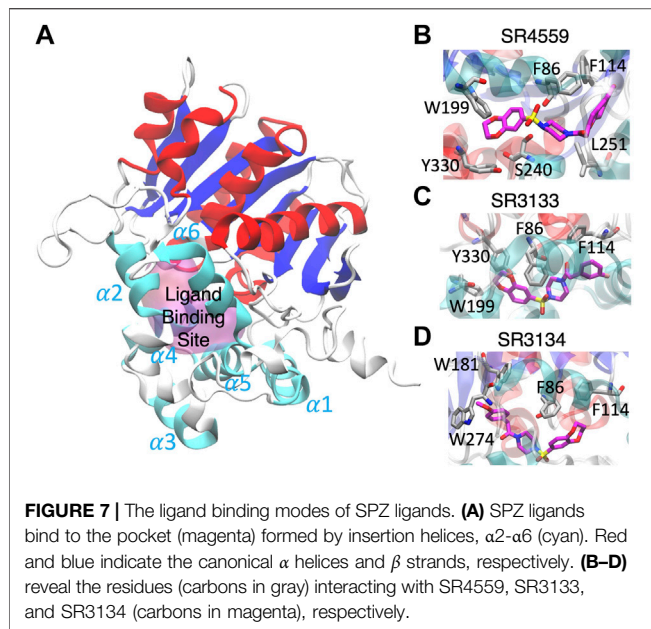 A
α6
α2
Ligand
Binding
Site
α4
α5
α1
α3
B
SR4559
F86
F114
W199
Y330
S240
L251
C
SR3133
F86
F114
Y330
W199
D
SR3134
W181
F86
F114
W274
FIGURE 7 | The ligand binding modes of SPZ ligands. (A) SPZ ligands
bind to the pocket (magenta) formed by insertion helices, α2-α6 (cyan). Red
and blue indicate the canonical α helices and β strands, respectively. (B–D)
reveal the residues (carbons in gray) interacting with SR4559, SR3133,
and SR3134 (carbons in magenta), respectively.